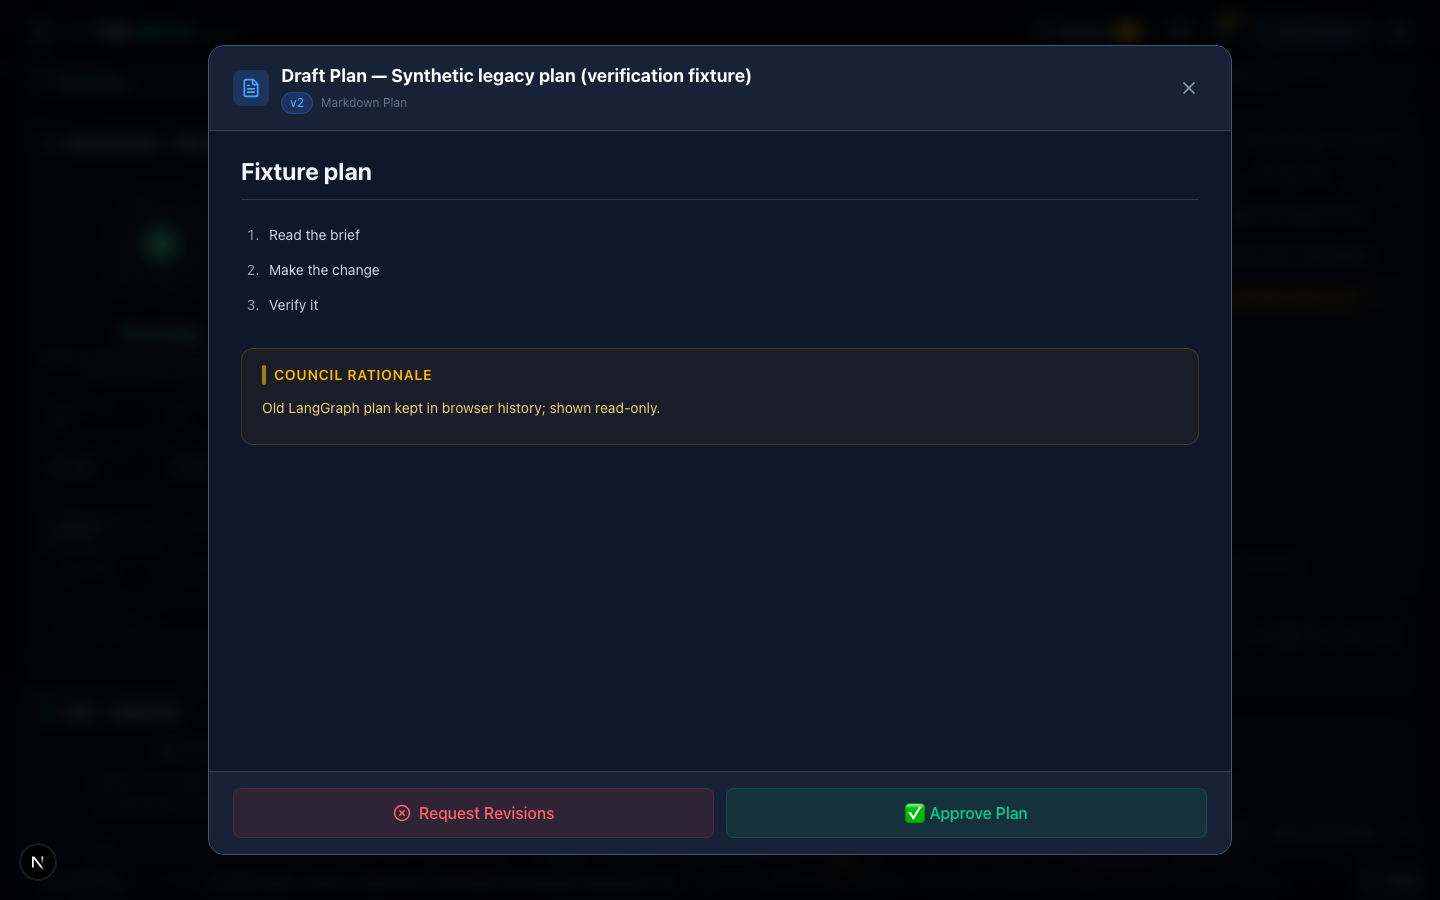 Draft Plan — Synthetic legacy plan (verification fixture)
v2 Markdown Plan
Fixture plan
1. Read the brief
2. Make the change
3. Verify it
COUNCIL RATIONALE
Old LangGraph plan kept in browser history; shown read-only.
Request Revisions
✅ Approve Plan
N